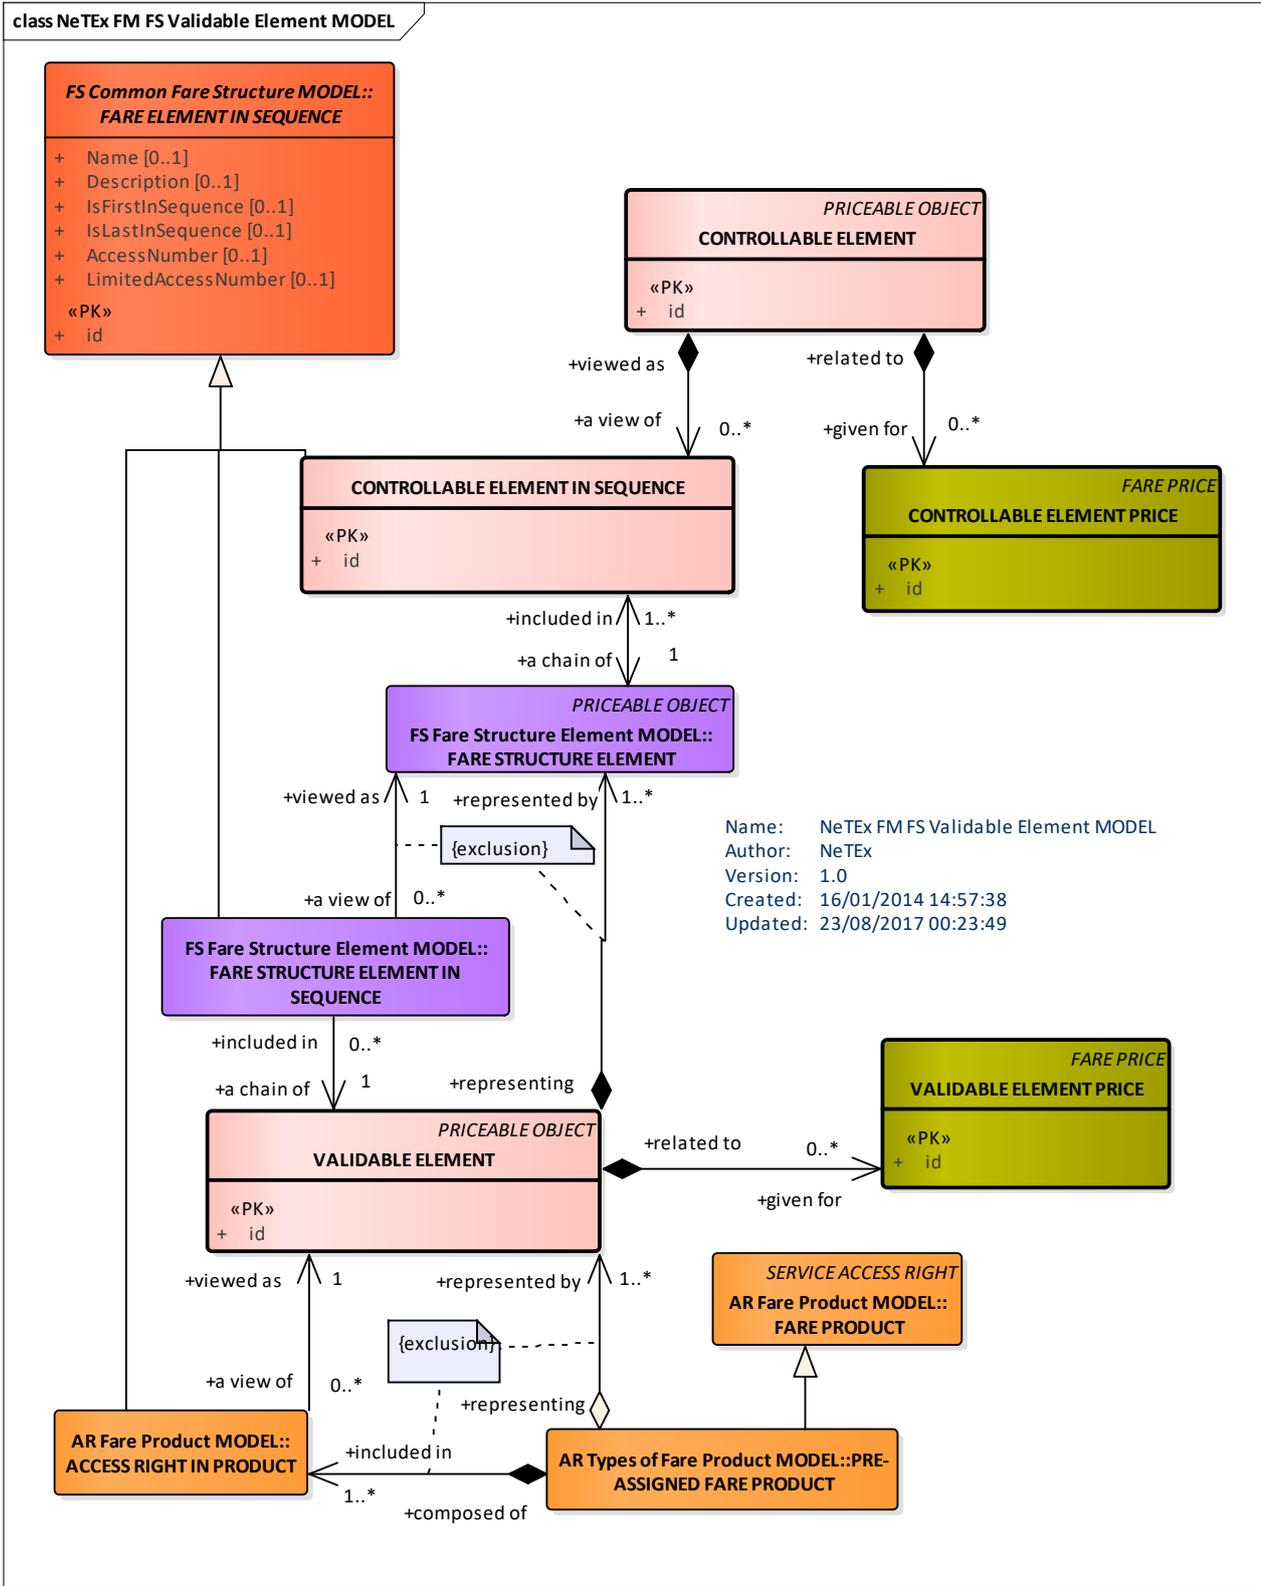 class NeTEx FM FS Validable Element MODEL
FS Common Fare Structure MODEL::
FARE ELEMENT IN SEQUENCE
+ Name [0..1]
+ Description [0..1]
+ IsFirstInSequence [0..1]
+ IsLastInSequence [0..1]
+ AccessNumber [0..1]
+ LimitedAccessNumber [0..1]
«PK»
+ id
PRICEABLE OBJECT
CONTROLLABLE ELEMENT
«PK»
+ id
+viewed as
+related to
+a view of
0..*
+given for
0..*
CONTROLLABLE ELEMENT IN SEQUENCE
«PK»
+ id
FARE PRICE
CONTROLLABLE ELEMENT PRICE
«PK»
+ id
+included in
1..*
+a chain of
1
PRICEABLE OBJECT
FS Fare Structure Element MODEL::
FARE STRUCTURE ELEMENT
+viewed as
1
+represented by
1..*
{exclusion}
+a view of
0..*
Name: NeTEx FM FS Validable Element MODEL
Author: NeTEx
Version: 1.0
Created: 16/01/2014 14:57:38
Updated: 23/08/2017 00:23:49
FS Fare Structure Element MODEL::
FARE STRUCTURE ELEMENT IN
SEQUENCE
+included in
0..*
+a chain of
1
+representing
PRICEABLE OBJECT
VALIDABLE ELEMENT
«PK»
+ id
+related to
0..*
+given for
FARE PRICE
VALIDABLE ELEMENT PRICE
«PK»
+ id
+viewed as
1
+represented by
1..*
{exclusion}
+a view of
0..*
+representing
SERVICE ACCESS RIGHT
AR Fare Product MODEL::
FARE PRODUCT
AR Fare Product MODEL::
ACCESS RIGHT IN PRODUCT
+included in
1..*
+composed of
AR Types of Fare Product MODEL::PRE-
ASSIGNED FARE PRODUCT